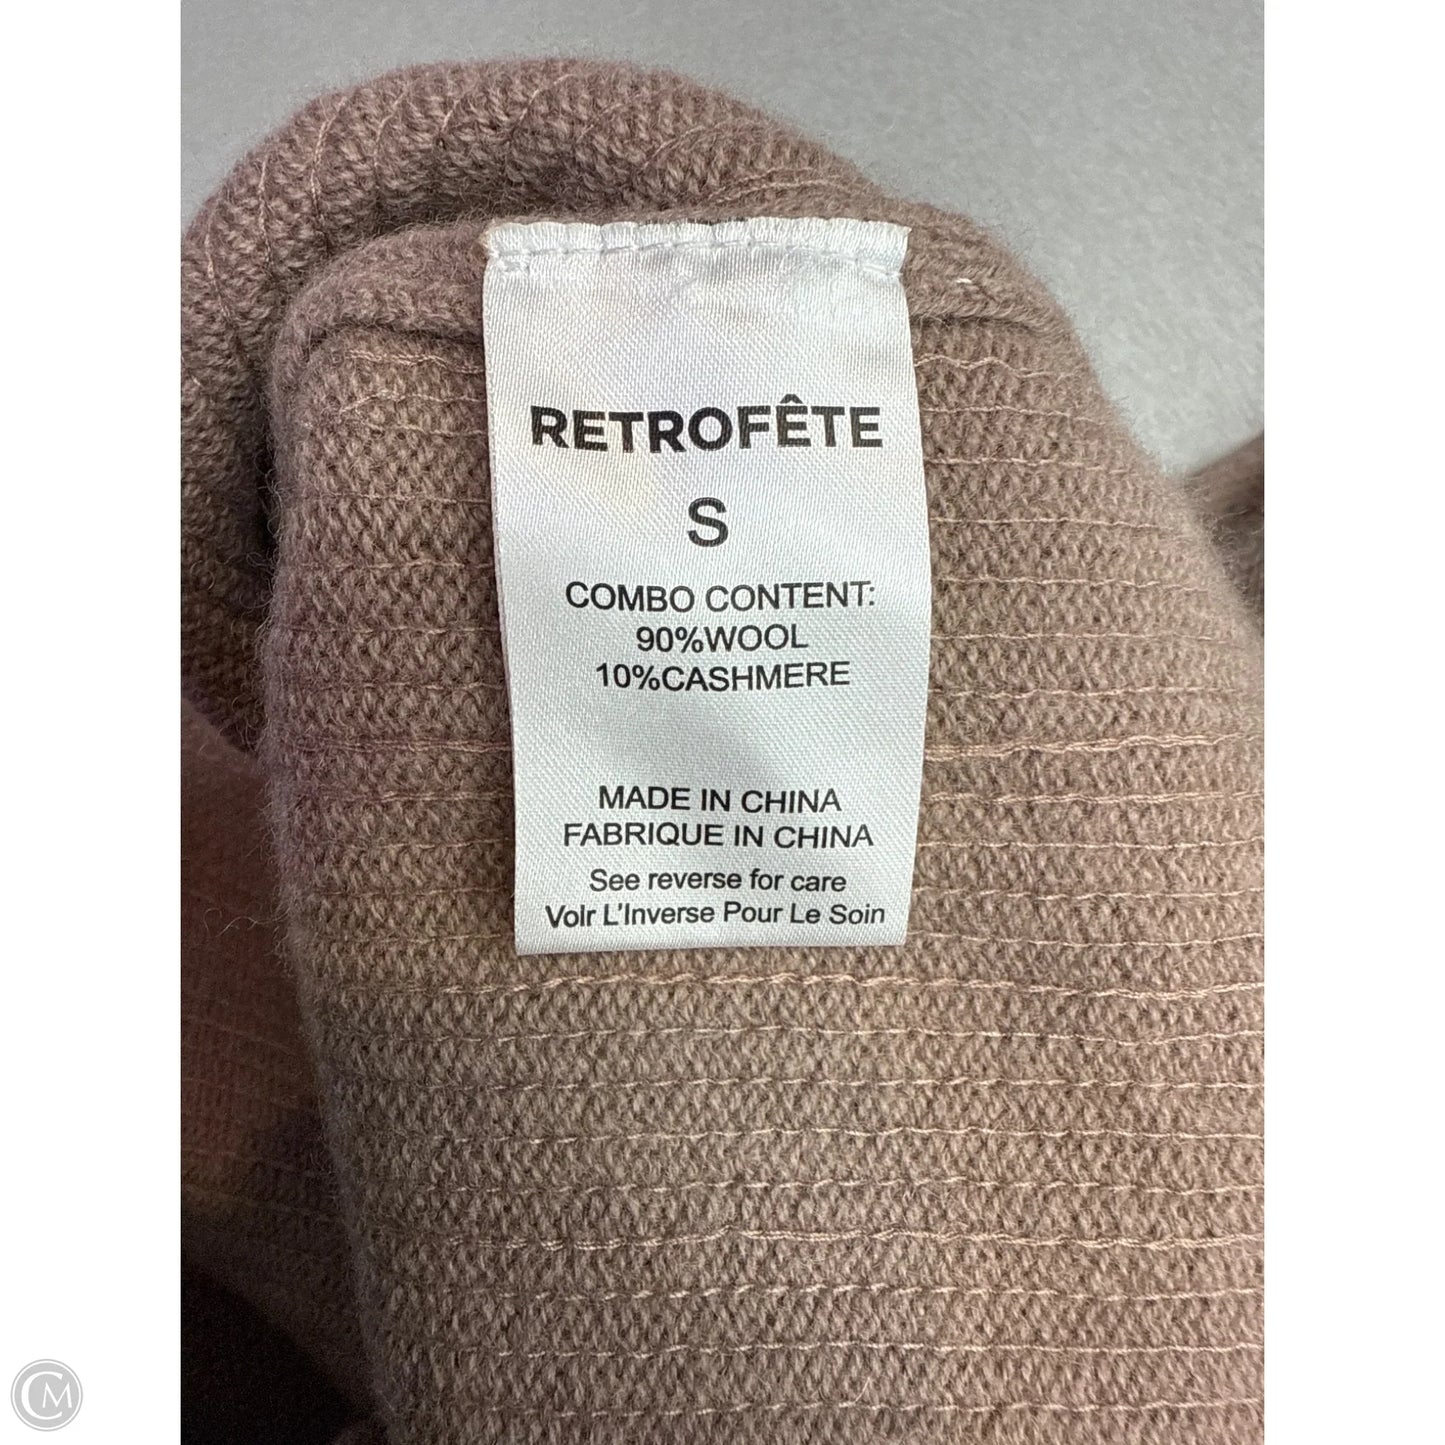 RETROFÊTE
S
COMBO CONTENT:
90%WOOL
10%CASHMERE
MADE IN CHINA
FABRIQUE IN CHINA
See reverse for care
Voir L'Inverse Pour Le Soin
CM